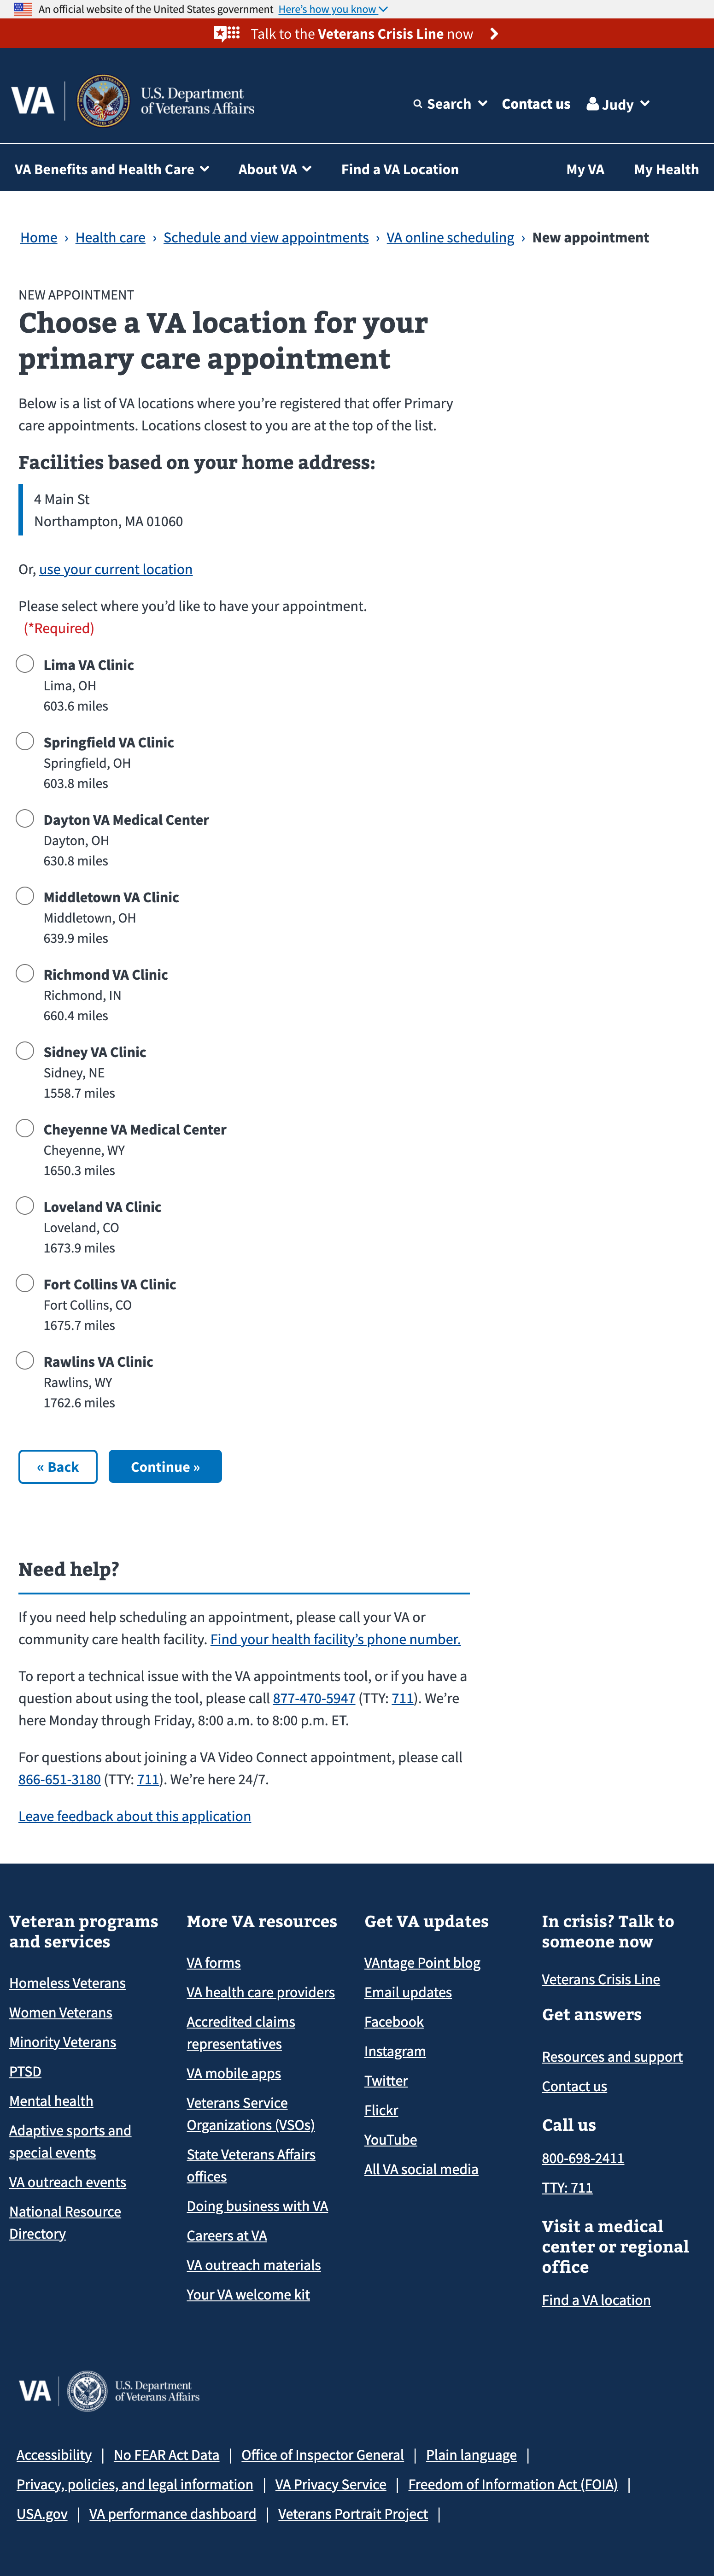 An official website of the United States government Here's how you know
Talk to the Veterans Crisis Line now
VA
U.S. Department
of Veterans Affairs
Search
Contact us
Judy
VA Benefits and Health Care
About VA
Find a VA Location
My VA
My Health
Home › Health care › Schedule and view appointments › VA online scheduling › New appointment
NEW APPOINTMENT
Choose a VA location for your
primary care appointment
Below is a list of VA locations where you're registered that offer Primary
care appointments. Locations closest to you are at the top of the list.
Facilities based on your home address:
4 Main St
Northampton, MA 01060
Or, use your current location
Please select where you'd like to have your appointment.
(*Required)
Lima VA Clinic
Lima, OH
603.6 miles
Springfield VA Clinic
Springfield, OH
603.8 miles
Dayton VA Medical Center
Dayton, OH
630.8 miles
Middletown VA Clinic
Middletown, OH
639.9 miles
Richmond VA Clinic
Richmond, IN
660.4 miles
Sidney VA Clinic
Sidney, NE
1558.7 miles
Cheyenne VA Medical Center
Cheyenne, WY
1650.3 miles
Loveland VA Clinic
Loveland, CO
1673.9 miles
Fort Collins VA Clinic
Fort Collins, CO
1675.7 miles
Rawlins VA Clinic
Rawlins, WY
1762.6 miles
« Back
Continue »
Need help?
If you need help scheduling an appointment, please call your VA or
community care health facility. Find your health facility's phone number.
To report a technical issue with the VA appointments tool, or if you have a
question about using the tool, please call 877-470-5947 (TTY: 711). We're
here Monday through Friday, 8:00 a.m. to 8:00 p.m. ET.
For questions about joining a VA Video Connect appointment, please call
866-651-3180 (TTY: 711). We're here 24/7.
Leave feedback about this application
Veteran programs
and services
Homeless Veterans
Women Veterans
Minority Veterans
PTSD
Mental health
Adaptive sports and
special events
VA outreach events
National Resource
Directory
More VA resources
VA forms
VA health care providers
Accredited claims
representatives
VA mobile apps
Veterans Service
Organizations (VSOs)
State Veterans Affairs
offices
Doing business with VA
Careers at VA
VA outreach materials
Your VA welcome kit
Get VA updates
VAntage Point blog
Email updates
Facebook
Instagram
Twitter
Flickr
YouTube
All VA social media
In crisis? Talk to
someone now
Veterans Crisis Line
Get answers
Resources and support
Contact us
Call us
800-698-2411
TTY: 711
Visit a medical
center or regional
office
Find a VA location
VA
U.S. Department
of Veterans Affairs
Accessibility | No FEAR Act Data | Office of Inspector General | Plain language |
Privacy, policies, and legal information | VA Privacy Service | Freedom of Information Act (FOIA) |
USA.gov | VA performance dashboard | Veterans Portrait Project |